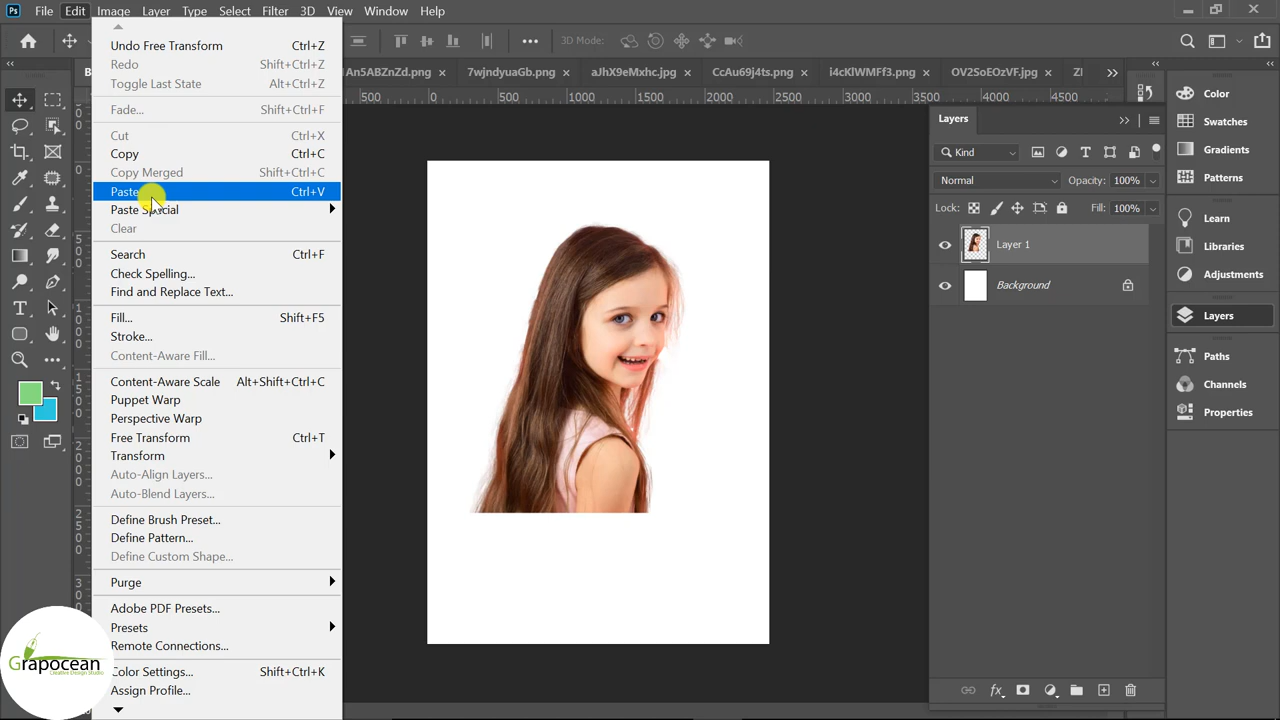 Ps File Edit Image Layer Type Select Filter 3D View Window Help
3D Mode:
1An5ABZnZd.png × 7wjndyuaGb.png × aJhX9eMxhc.jpg × CcAu69j4ts.png × i4cKlWMFf3.png × OV2SoEOzVF.jpg ×
500 0 500 1000 1500 2000 2500 3000 3500 4000 4500
Undo Free Transform Ctrl+Z
Redo Shift+Ctrl+Z
Toggle Last State Alt+Ctrl+Z
Fade... Shift+Ctrl+F
Cut Ctrl+X
Copy Ctrl+C
Copy Merged Shift+Ctrl+C
Paste Ctrl+V
Paste Special
Clear
Search Ctrl+F
Check Spelling...
Find and Replace Text...
Fill... Shift+F5
Stroke...
Content-Aware Fill...
Content-Aware Scale Alt+Shift+Ctrl+C
Puppet Warp
Perspective Warp
Free Transform Ctrl+T
Transform
Auto-Align Layers...
Auto-Blend Layers...
Define Brush Preset...
Define Pattern...
Define Custom Shape...
Purge
Adobe PDF Presets...
Presets
Remote Connections...
Color Settings... Shift+Ctrl+K
Assign Profile...
Grapocean
Creative Design Studio
Layers
Kind
Normal Opacity: 100%
Lock: Fill: 100%
Layer 1
Background
Color
Swatches
Gradients
Patterns
Learn
Libraries
Adjustments
Layers
Paths
Channels
Properties